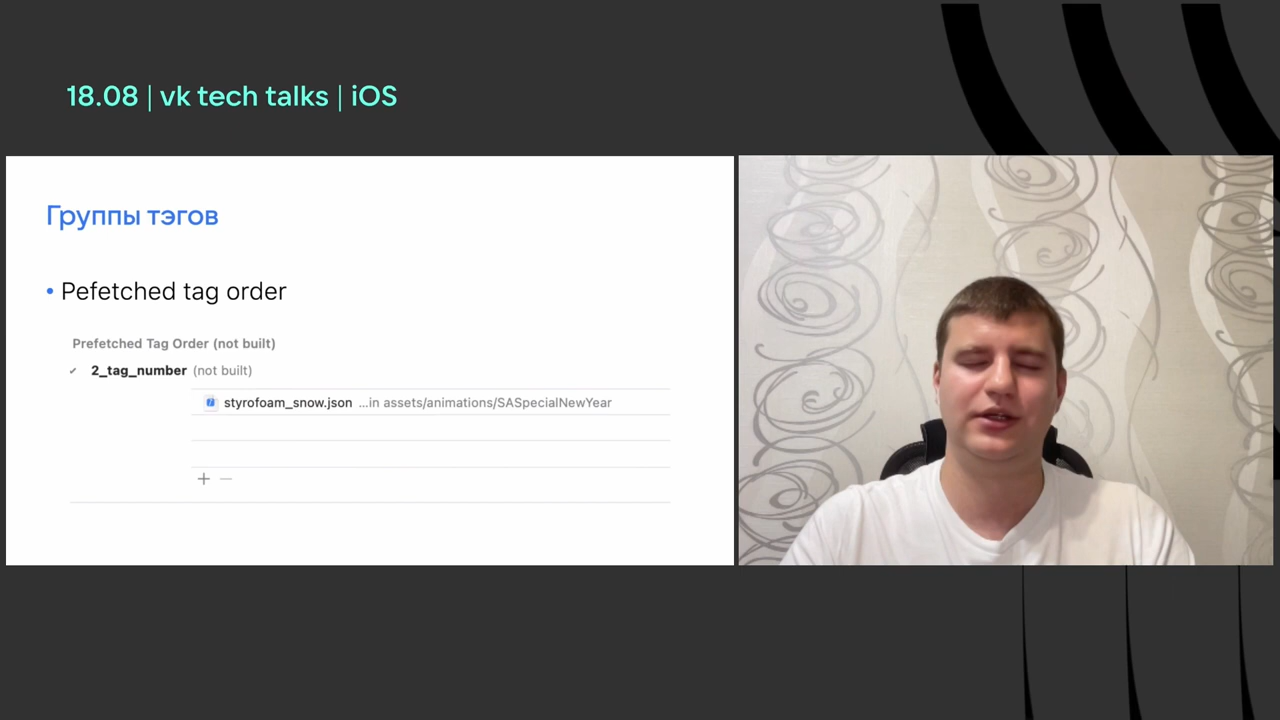 18.08 | vk tech talks | iOS
Группы тэгов
• Pefetched tag order
Prefetched Tag Order (not built)
✓ 2_tag_number (not built)
styrofoam_snow.json ...in assets/animations/SASpecialNewYear
+ −